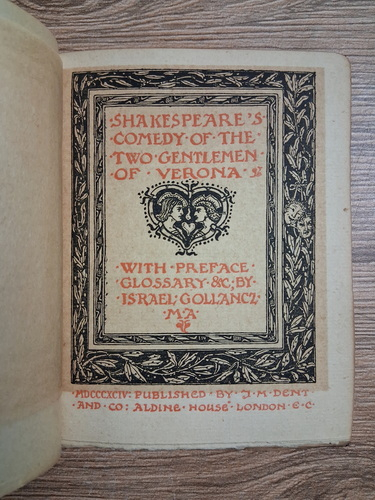 ·SHAKESPEARE'S
·COMEDY·OF·THE
·TWO·GENTLEMEN
OF·VERONA·
·WITH·PREFACE·
·GLOSSARY·&C;BY·
·ISRAEL;GOLLANCZ·
·M·A·
·MDCCCXCIV: PUBLISHED·BY·J·M·DENT
·AND·CO: ALDINE·HOUSE·LONDON·E·C·